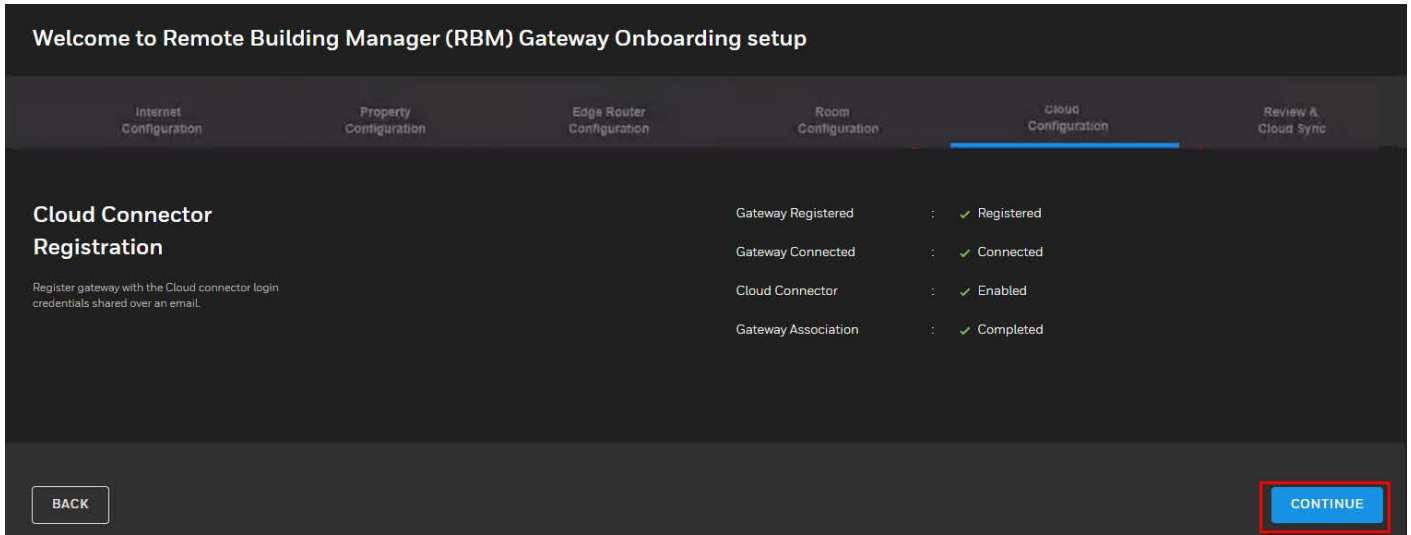 Welcome to Remote Building Manager (RBM) Gateway Onboarding setup
Internet
Configuration
Property
Configuration
Edge Router
Configuration
Room
Configuration
Cloud
Configuration
Review &
Cloud Sync
Cloud Connector
Registration
Register gateway with the Cloud connector login
credentials shared over an email.
Gateway Registered : ✓ Registered
Gateway Connected : ✓ Connected
Cloud Connector : ✓ Enabled
Gateway Association : ✓ Completed
BACK
CONTINUE